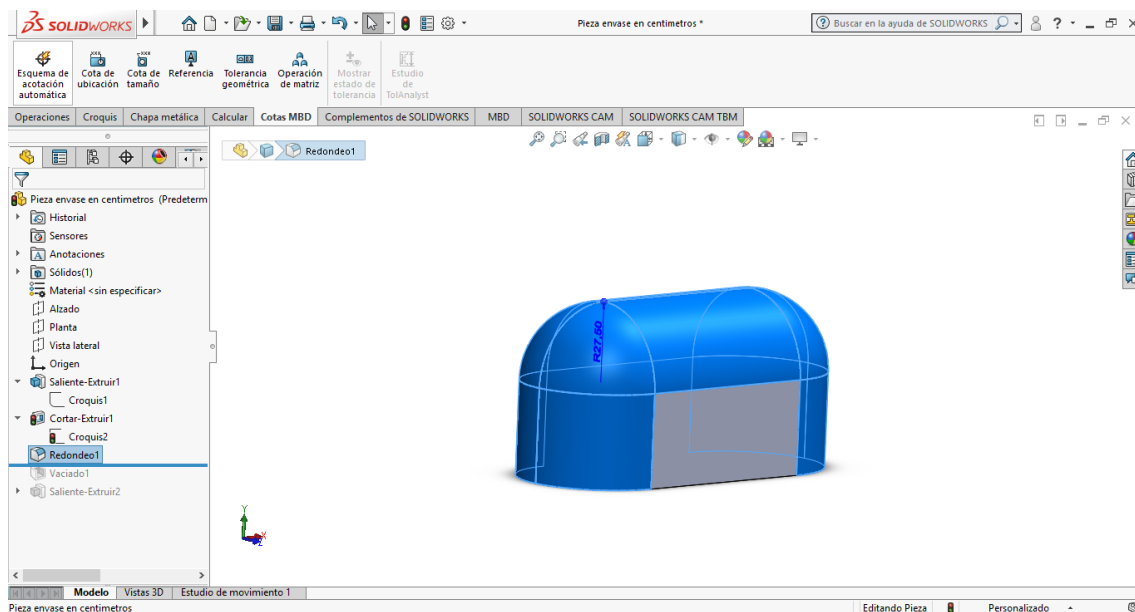 SOLIDWORKS
Pieza envase en centimetros *
Buscar en la ayuda de SOLIDWORKS
Esquema de acotación automática
Cota de ubicación
Cota de tamaño
Referencia
Tolerancia geométrica
Operación de matriz
Mostrar estado de tolerancia
Estudio de TolAnalyst
Operaciones Croquis Chapa metálica Calcular Cotas MBD Complementos de SOLIDWORKS MBD SOLIDWORKS CAM SOLIDWORKS CAM TBM
Redondeo1
Pieza envase en centimetros (Predeterm
Historial
Sensores
Anotaciones
Sólidos(1)
Material <sin especificar>
Alzado
Planta
Vista lateral
Origen
Saliente-Extruir1
Croquis1
Cortar-Extruir1
Croquis2
Redondeo1
Vaciado1
Saliente-Extruir2
R27,50
Y
X
Z
Modelo Vistas 3D Estudio de movimiento 1
Pieza envase en centimetros
Editando Pieza
Personalizado